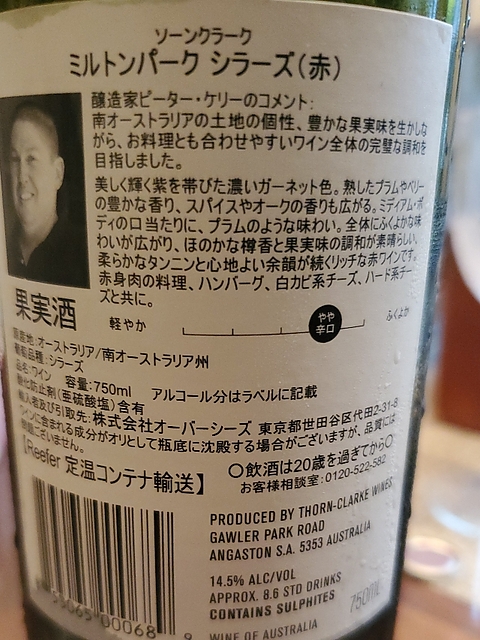 ソーンクラーク
ミルトンパーク シラーズ(赤)
醸造家ピーター・ケリーのコメント:
南オーストラリアの土地の個性、豊かな果実味を生かしな
がら、お料理とも合わせやすいワイン全体の完璧な調和を
目指しました。
美しく輝く紫を帯びた濃いガーネット色。熟したプラムやベリー
の豊かな香り、スパイスやオークの香りも広がる。ミディアム・ボ
ディの口当たりに、プラムのような味わい。全体にふくよかな味
わいが広がり、ほのかな樽香と果実味の調和が素晴らしい。
柔らかなタンニンと心地よい余韻が続くリッチな赤ワインです。
赤身肉の料理、ハンバーグ、白カビ系チーズ、ハード系チー
ズと共に。
果実酒
軽やか
やや
辛口
ふくよか
原産地:オーストラリア/南オーストラリア州
葡萄品種:シラーズ
品名:ワイン 容量:750ml アルコール分はラベルに記載
酸化防止剤(亜硫酸塩)含有
輸入者及び引取先:株式会社オーバーシーズ 東京都世田谷区代田2-31-8
ワインに含まれる成分がオリとして瓶底に沈殿する場合がございますが、品質には
問題ございません。
【Reefer 定温コンテナ輸送】
○飲酒は20歳を過ぎてから○
お客様相談室:0120-522-582
PRODUCED BY THORN-CLARKE WINES
GAWLER PARK ROAD
ANGASTON S.A. 5353 AUSTRALIA
14.5% ALC/VOL
APPROX. 8.6 STD DRINKS
CONTAINS SULPHITES
750ML
WINE OF AUSTRALIA